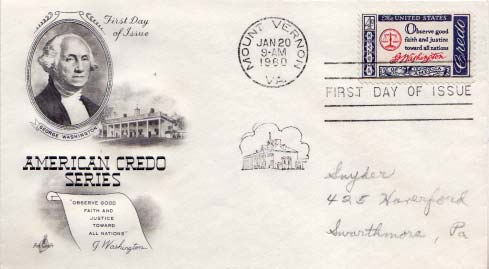 First Day
of Issue
GEORGE WASHINGTON
AMERICAN CREDO
SERIES
"OBSERVE GOOD
FAITH AND
JUSTICE
TOWARD
ALL NATIONS"
G Washington
ArtCraft
MOUNT VERNON
JAN 20
9-AM
1960
VA.
THE UNITED STATES
Observe good
faith and justice
toward all nations
G Washington
Credo
4¢
FIRST DAY OF ISSUE
Snyder
425 Haverford
Swarthmore, Pa